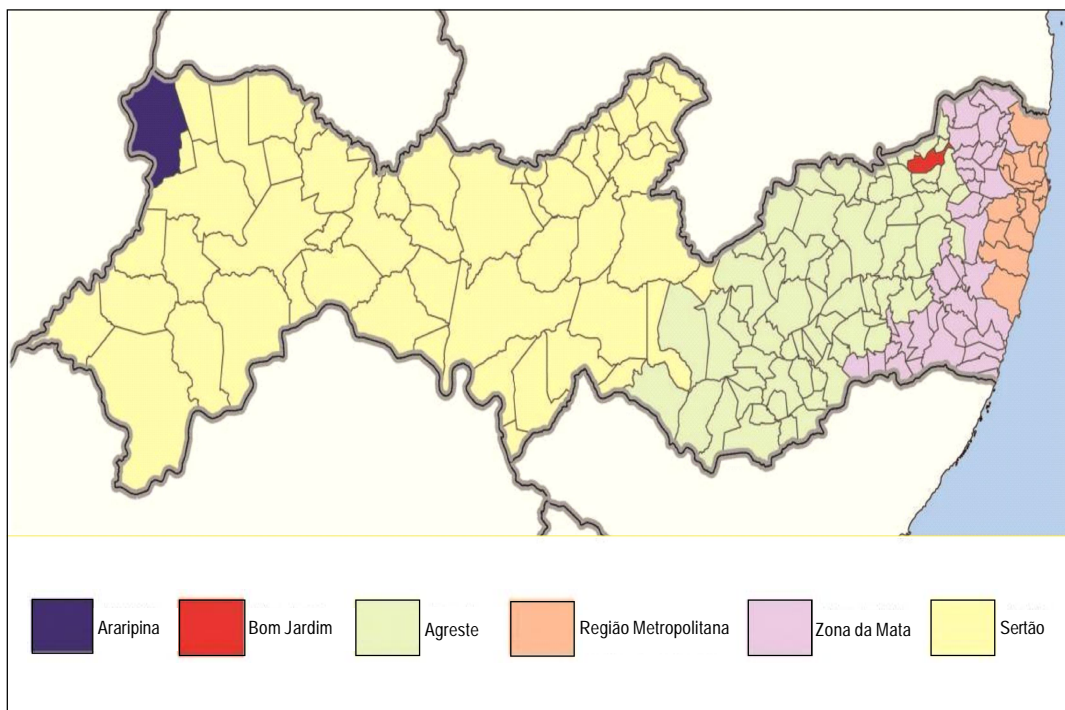 Araripina
Bom Jardim
Agreste
Região Metropolitana
Zona da Mata
Sertão